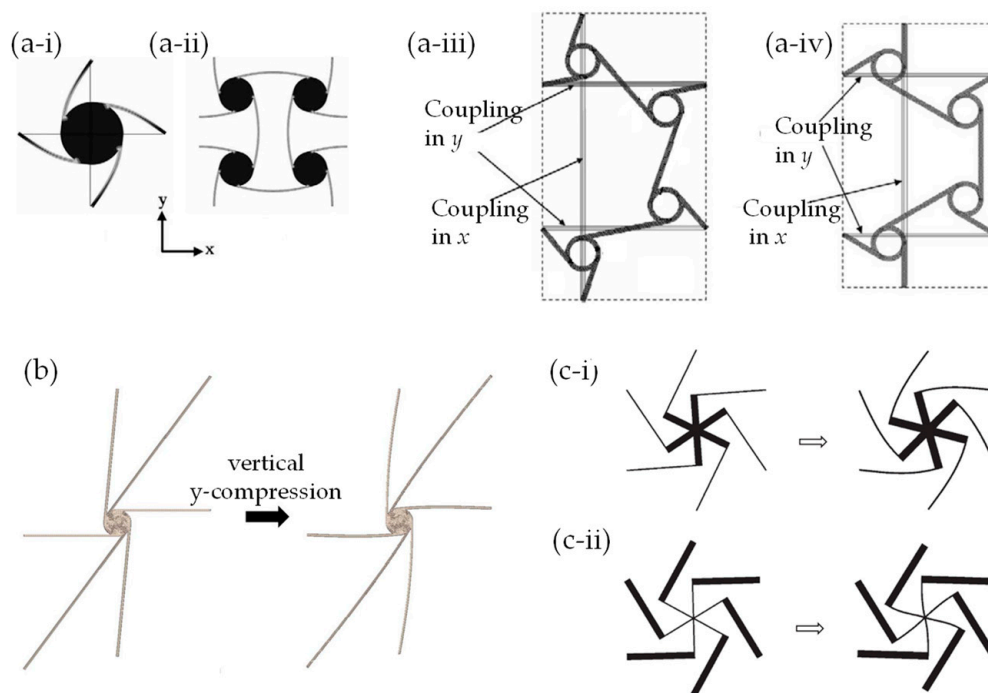 (a-i)
(a-ii)
(a-iii)
(a-iv)
y
x
Coupling
in y
Coupling
in x
Coupling
in y
Coupling
in x
(b)
vertical
y-compression
(c-i)
(c-ii)